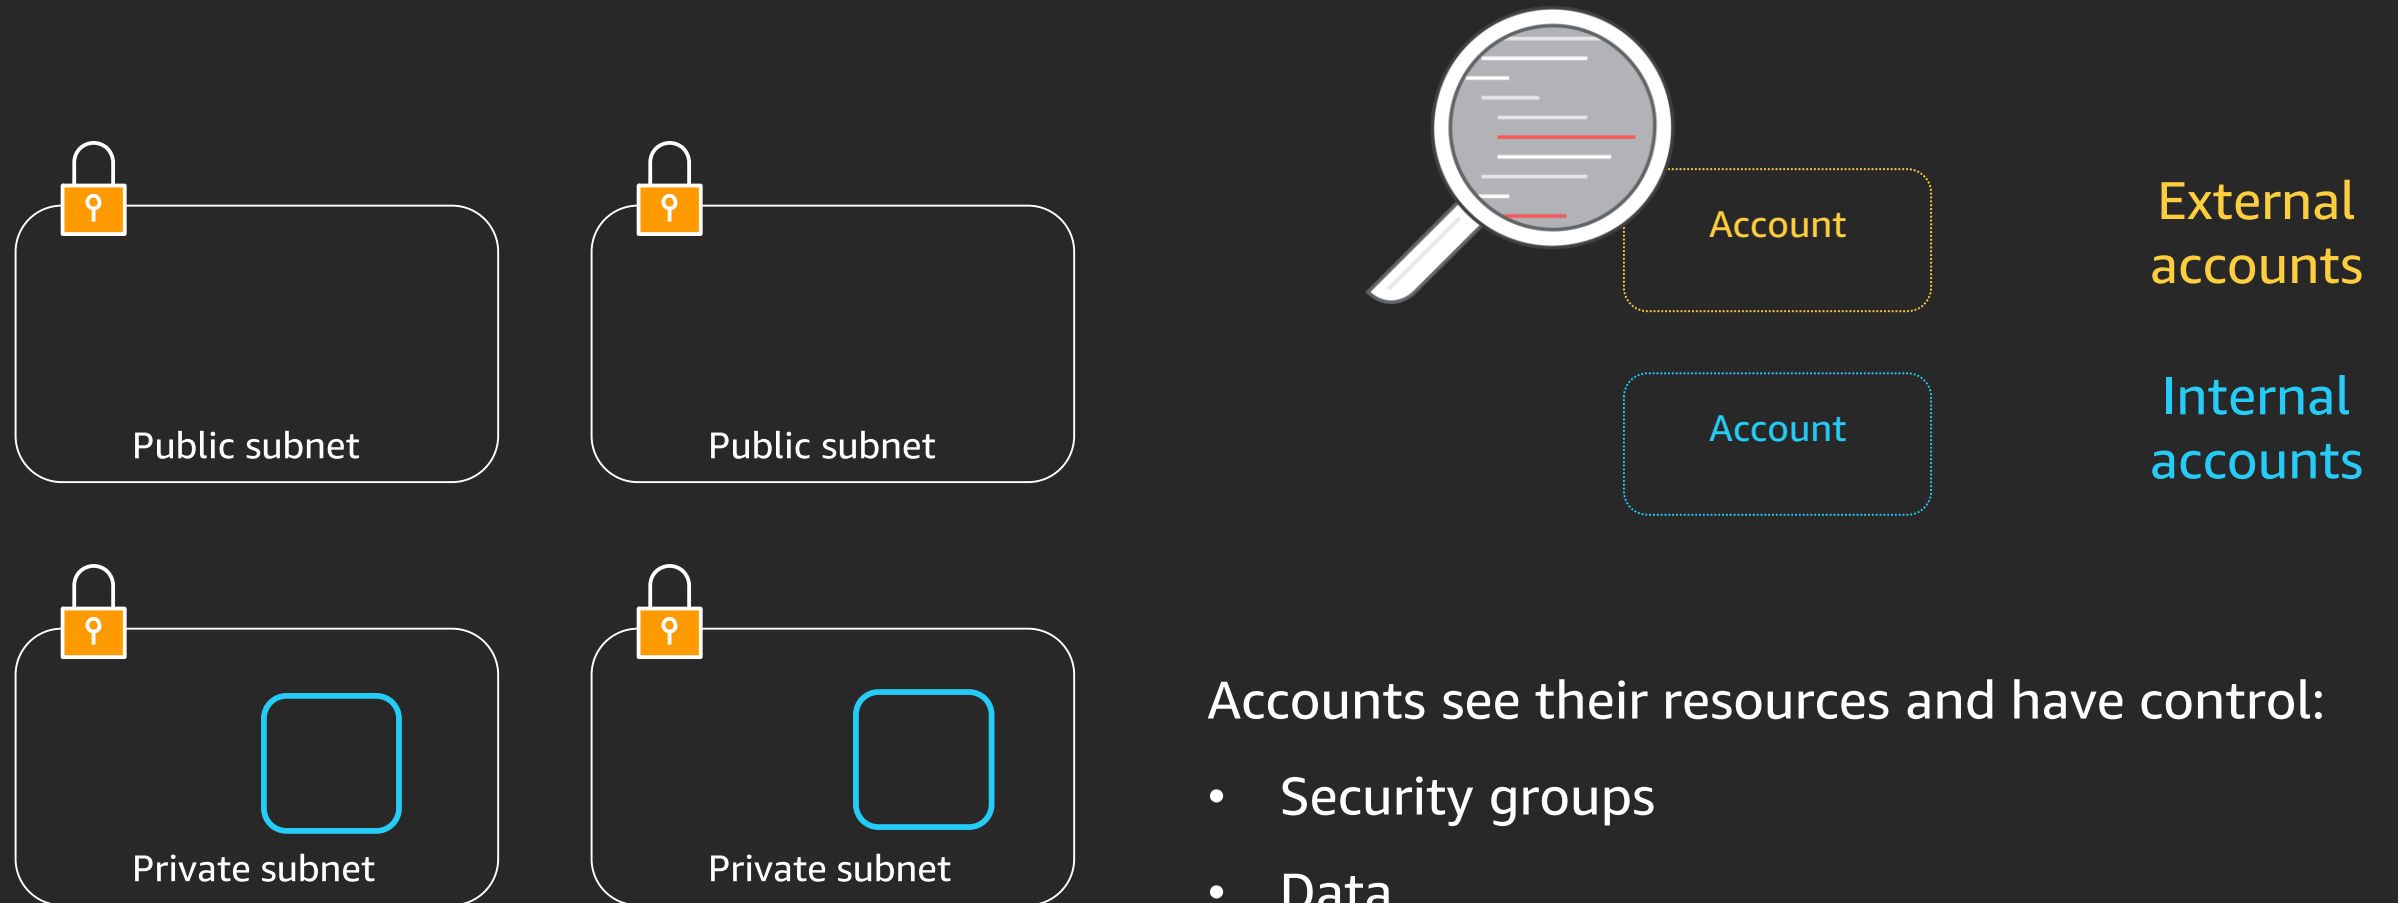 Public subnet
Public subnet
Private subnet
Private subnet
Account
External
accounts
Account
Internal
accounts
Accounts see their resources and have control:
• Security groups
• Data